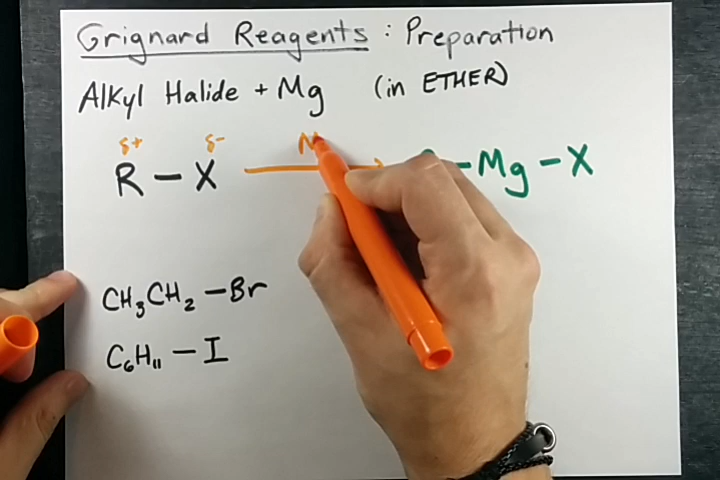 Grignard Reagents : Preparation
Alkyl Halide + Mg (in ETHER)
δ+ δ-
R — X — Mg — X
CH₃CH₂ — Br
C₆H₁₁ — I